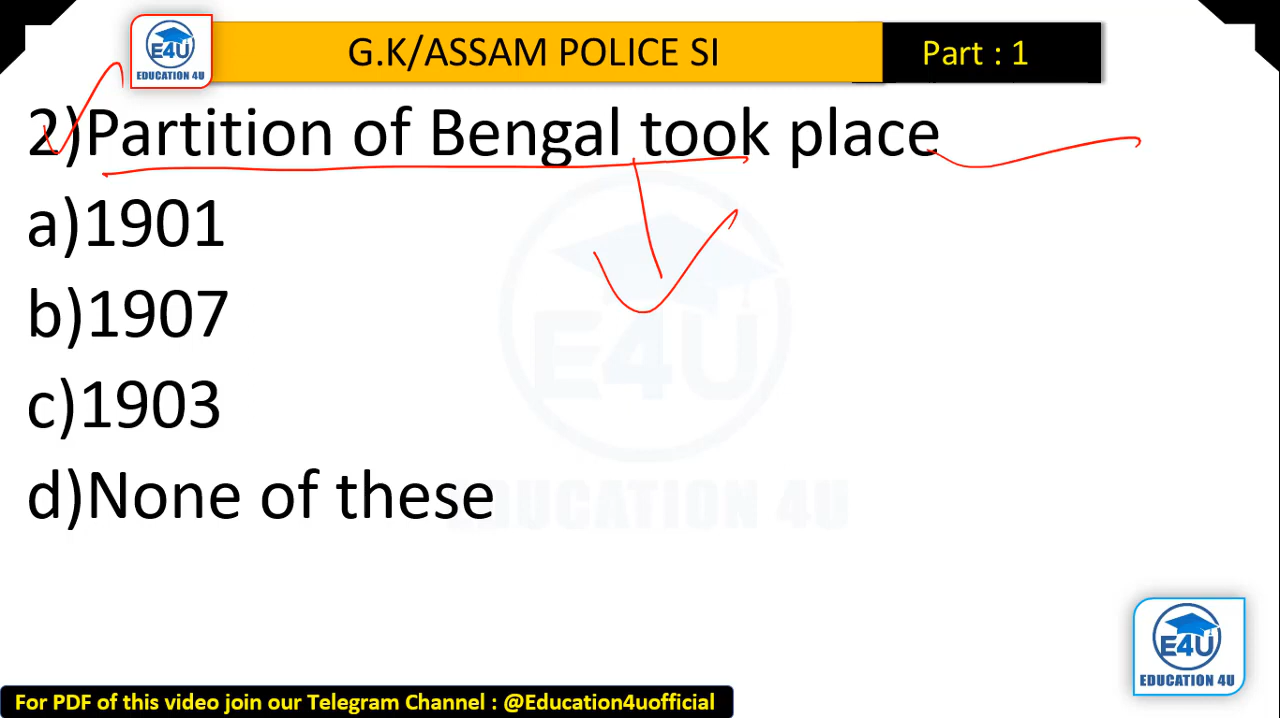 E4U
EDUCATION 4U
G.K/ASSAM POLICE SI
Part : 1
2)Partition of Bengal took place
a)1901
b)1907
c)1903
d)None of these
E4U
EDUCATION 4U
E4U
EDUCATION 4U
For PDF of this video join our Telegram Channel : @Education4uofficial